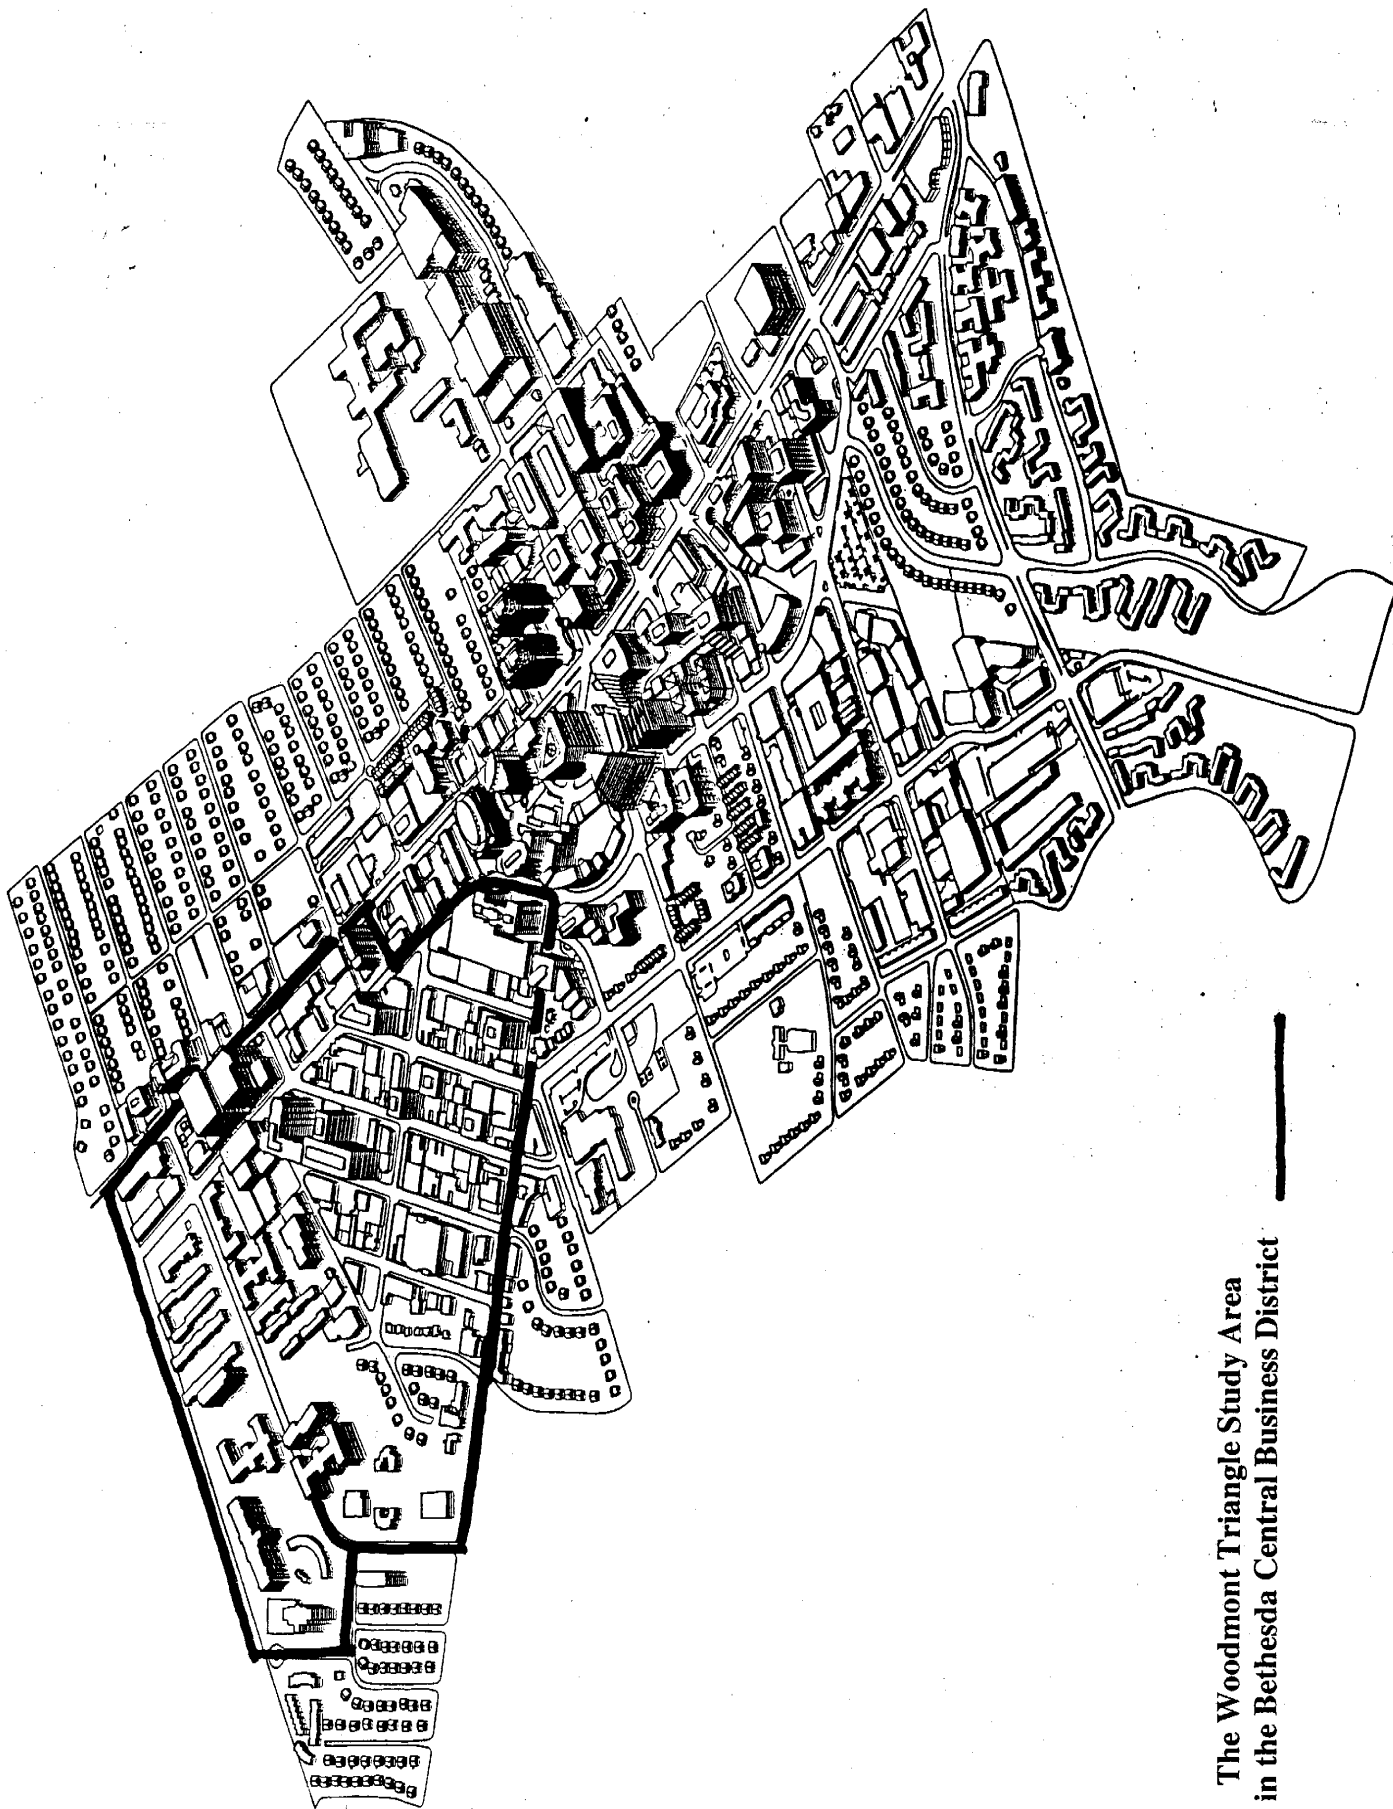 The Woodmont Triangle Study Area
in the Bethesda Central Business District